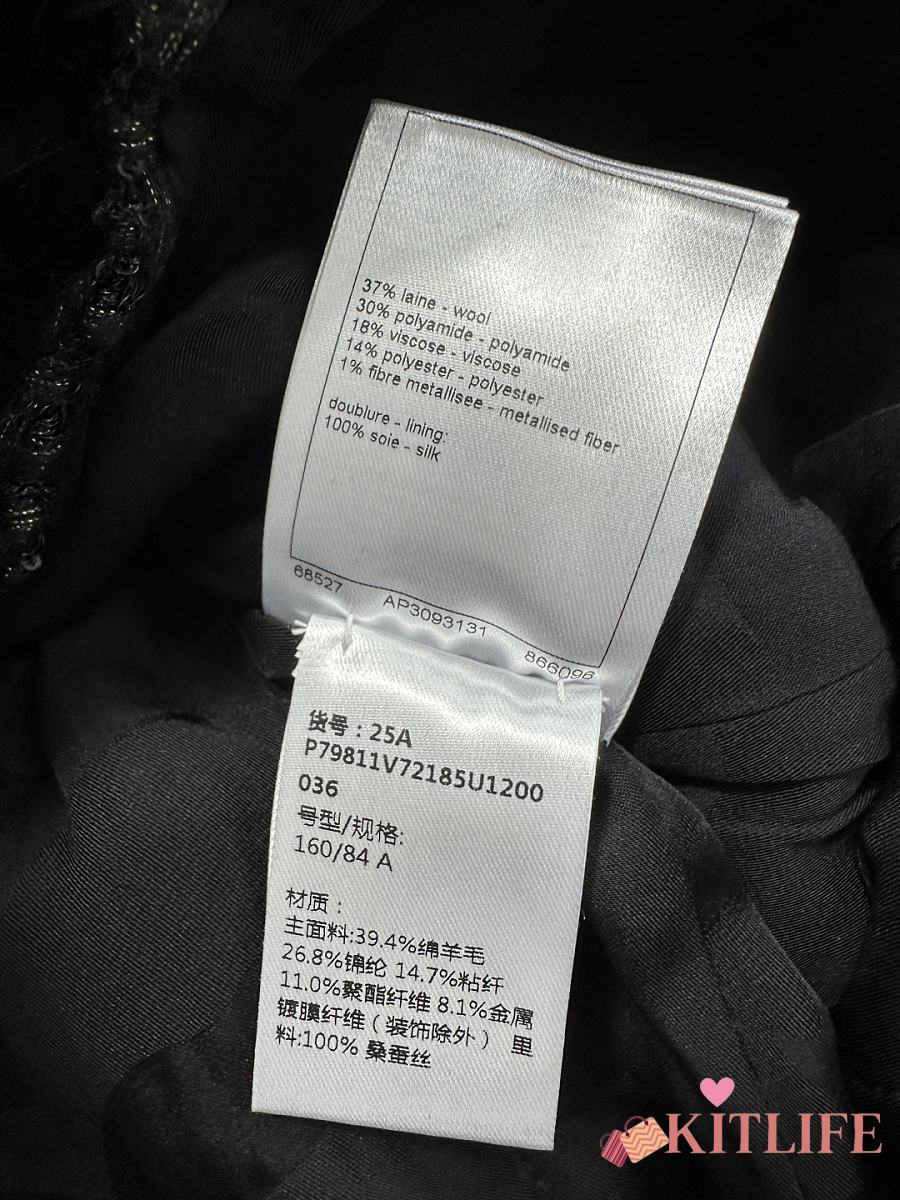 37% laine - wool
30% polyamide - polyamide
18% viscose - viscose
14% polyester - polyester
1% fibre metallisee - metallised fiber
doublure - lining:
100% soie - silk
68527 AP3093131 866096
货号：25A
P79811V72185U1200
036
号型/规格:
160/84 A
材质：
主面料:39.4%绵羊毛
26.8%锦纶 14.7%粘纤
11.0%聚酯纤维 8.1%金属
镀膜纤维（装饰除外） 里
料:100% 桑蚕丝
KITLIFE